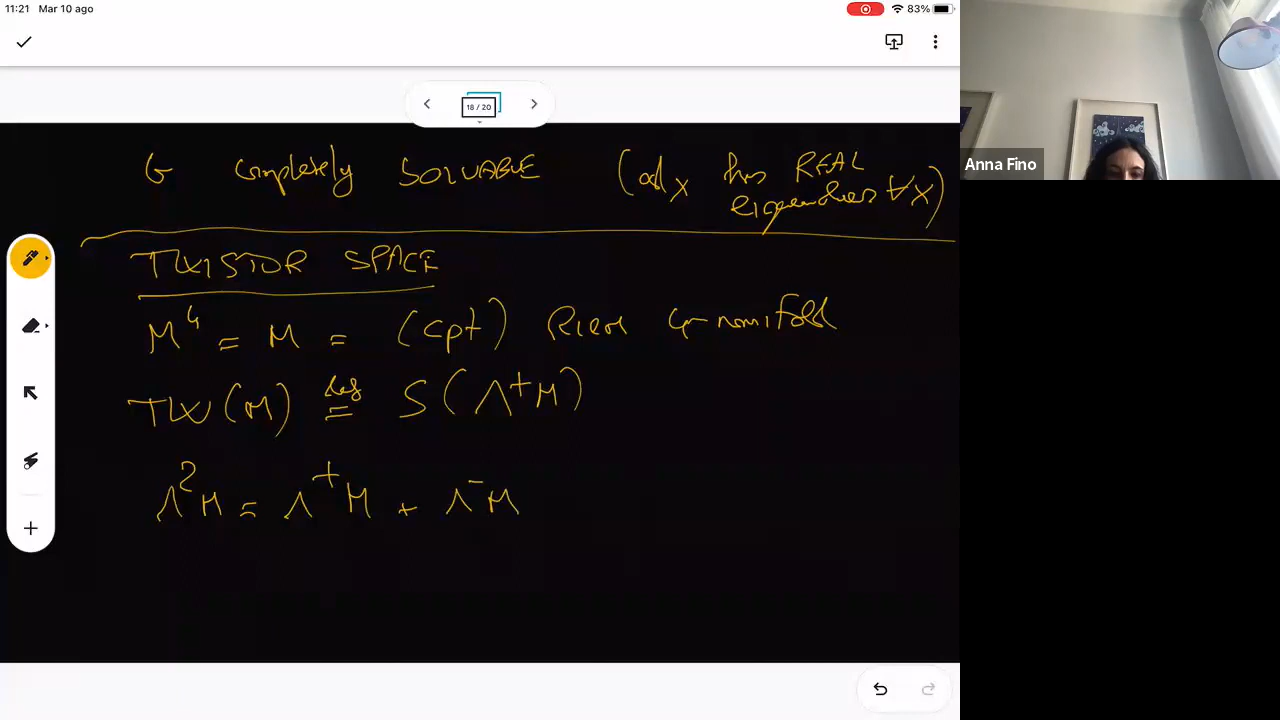 11:21 Mar 10 ago
83%
18 / 20
G completely SOLVABLE (ad_X has REAL
eigenvalues ∀X)
TWISTOR SPACE
M⁴ = M = (cpt) Riem 4-manifold
TW(M) def = S(Λ⁺M)
Λ²M = Λ⁺M + Λ⁻M
Anna Fino